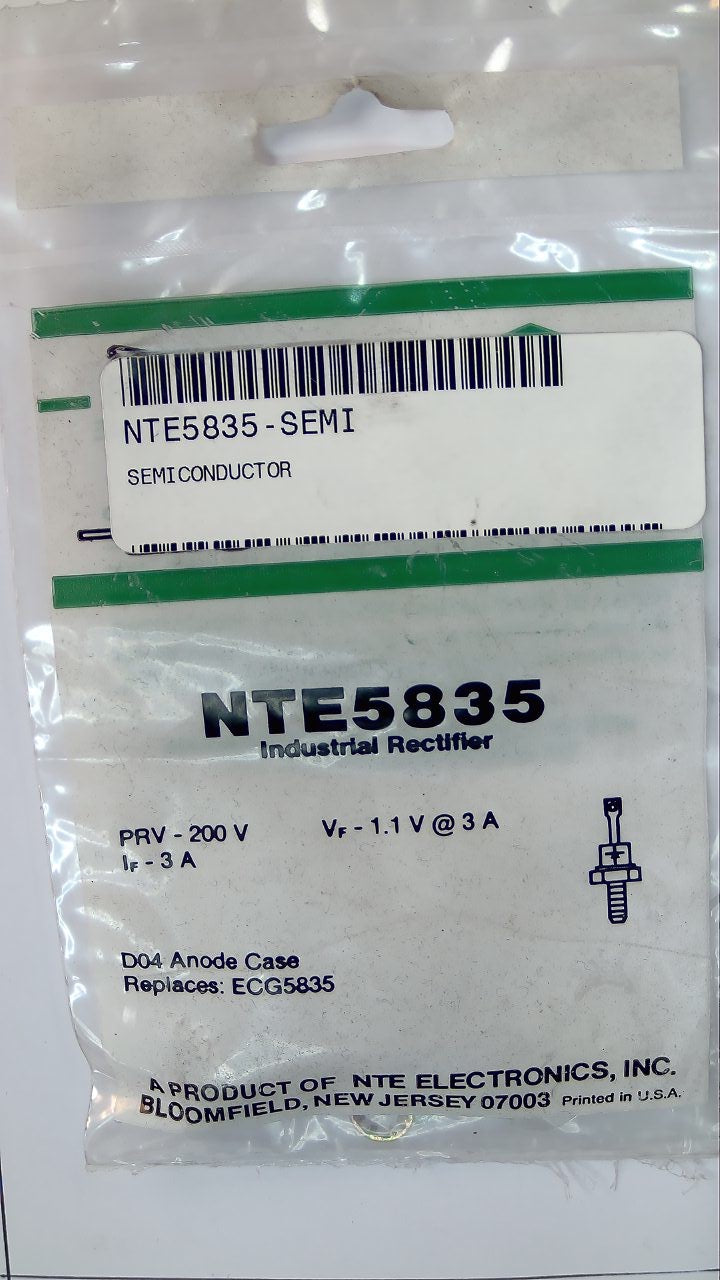 NTE5835-SEMI
SEMICONDUCTOR
NTE5835
Industrial Rectifier
PRV - 200 V VF - 1.1 V @ 3 A
IF - 3 A
+
D04 Anode Case
Replaces: ECG5835
A PRODUCT OF NTE ELECTRONICS, INC.
BLOOMFIELD, NEW JERSEY 07003 Printed in U.S.A.